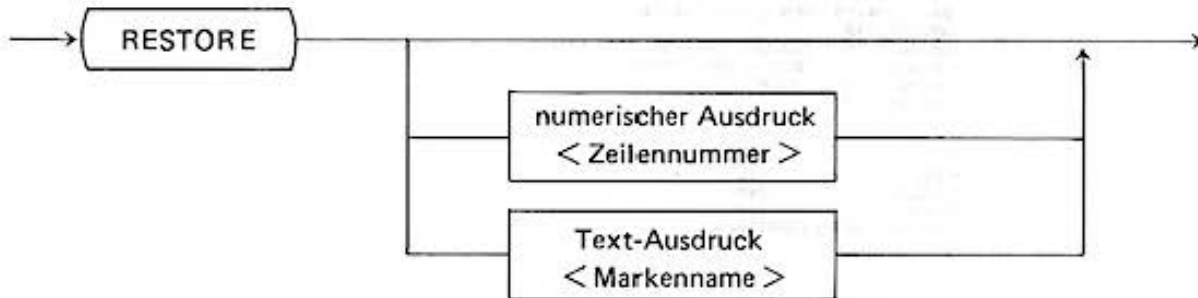 RESTORE
numerischer Ausdruck
< Zeilennummer >
Text-Ausdruck
< Markenname >